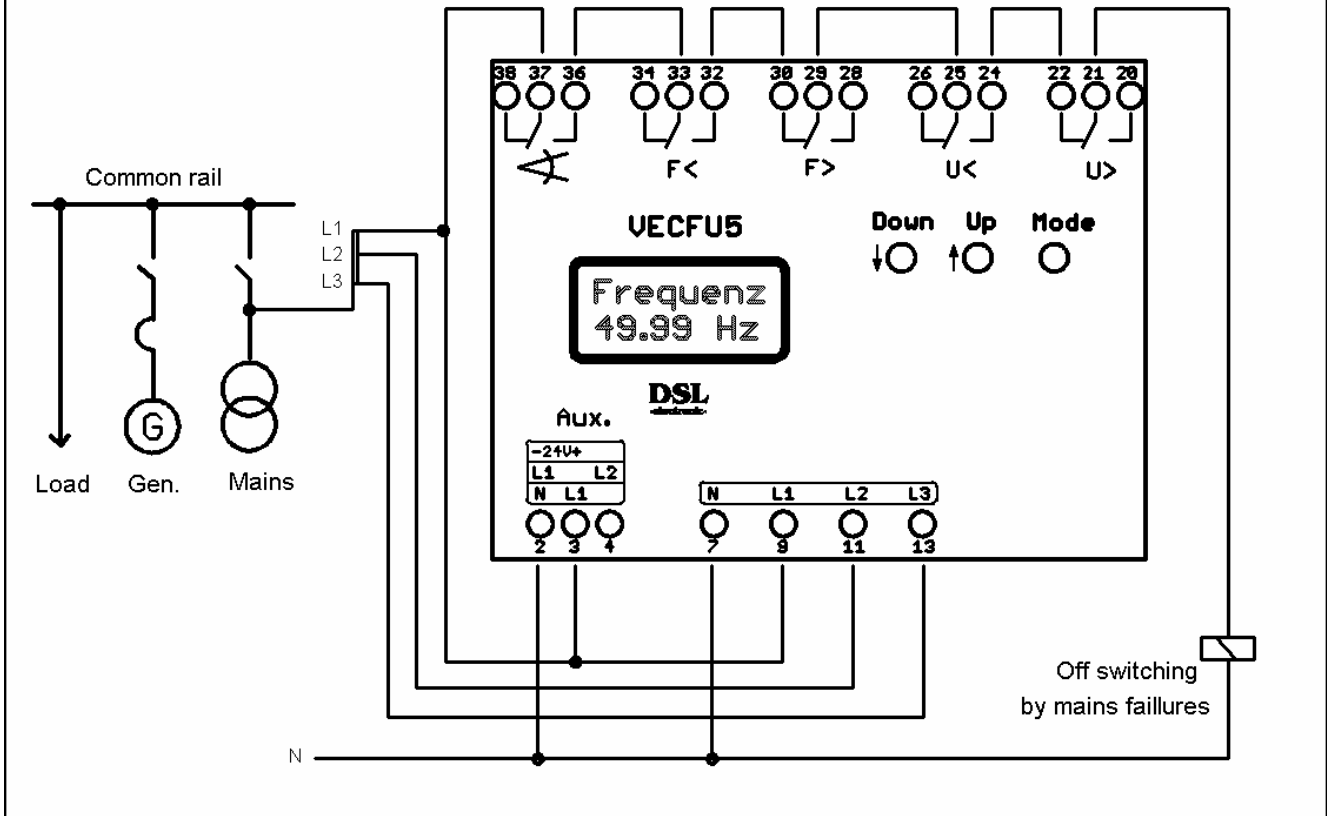 38 37 36 34 33 32 30 29 28 26 25 24 22 21 20
F< F> U< U>
Common rail
VECFU5
Down Up Mode
L1
L2
L3
Frequenz
49.99 Hz
DSL
electronic
G
Aux.
-24V+
L1 L2
N L1
N L1 L2 L3
2 3 4 7 9 11 13
Load Gen. Mains
Off switching
by mains faillures
N